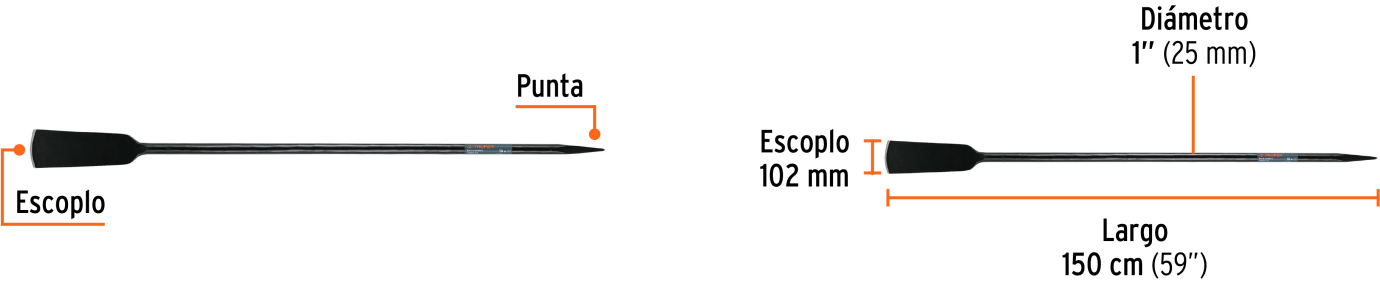 Punta
Escoplo
Diámetro
1” (25 mm)
Escoplo
102 mm
Largo
150 cm (59”)